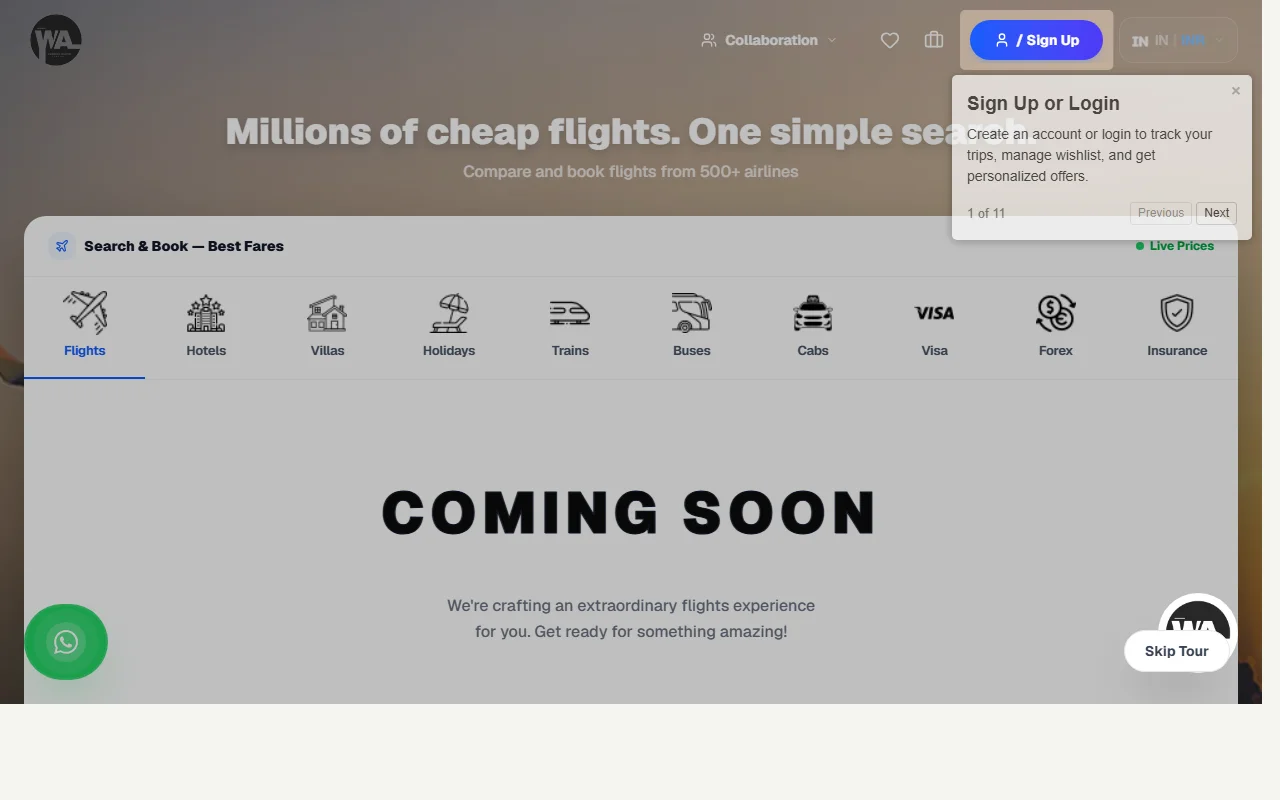 WA
Collaboration
/ Sign Up
IN IN |
Sign Up or Login
×
Create an account or login to track your
trips, manage wishlist, and get
personalized offers.
1 of 11
Previous
Next
Millions of cheap flights. One simple search.
Compare and book flights from 500+ airlines
Search & Book — Best Fares
Live Prices
Flights
Hotels
Villas
Holidays
Trains
Buses
Cabs
VISA
Visa
Forex
Insurance
COMING SOON
We're crafting an extraordinary flights experience
for you. Get ready for something amazing!
WA
Skip Tour